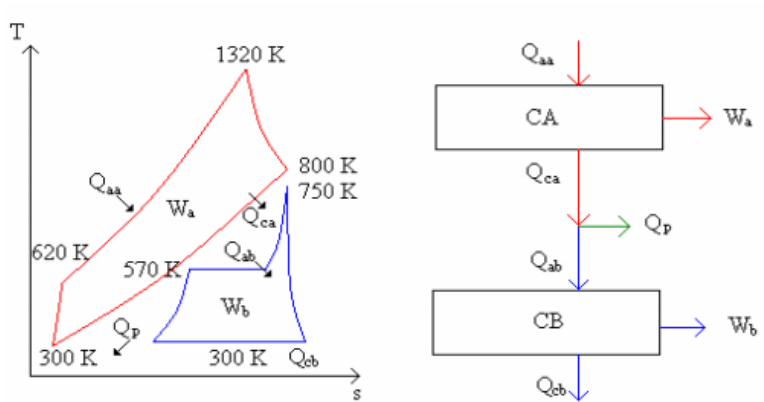 T
1320 K
Qaa
Wa
800 K
750 K
Qca
620 K
570 K
Qab
Wb
Qp
300 K
300 K
Qcb
s
Qaa
CA
Wa
Qca
Qp
Qab
CB
Wb
Qcb